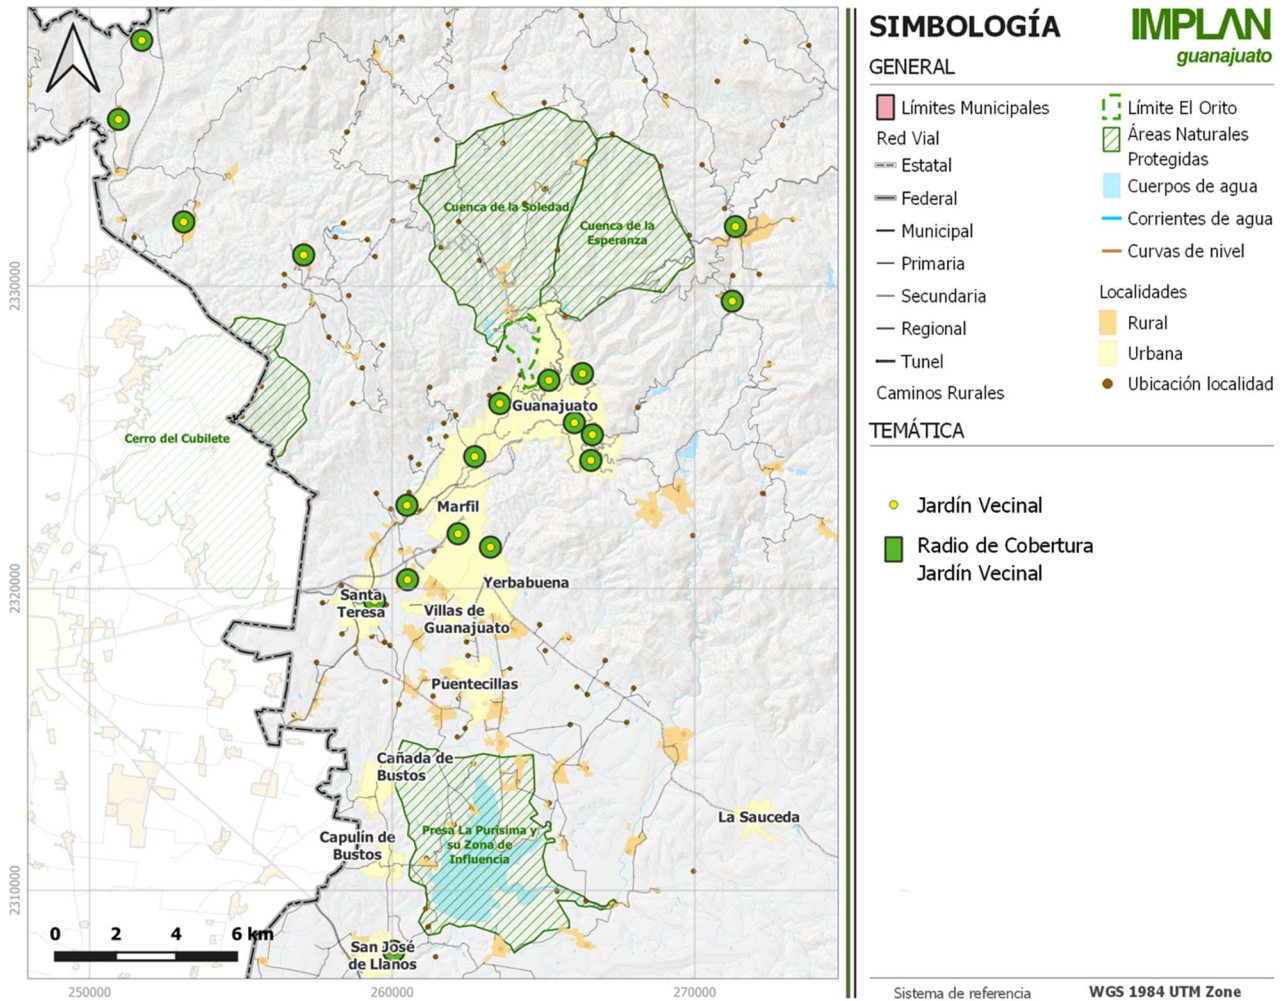 SIMBOLOGÍA
IMPLAN
guanajuato
GENERAL
Límites Municipales
Red Vial
Estatal
Federal
Municipal
Primaria
Secundaria
Regional
Tunel
Caminos Rurales
Límite El Orito
Áreas Naturales
Protegidas
Cuerpos de agua
Corrientes de agua
Curvas de nivel
Localidades
Rural
Urbana
Ubicación localidad
TEMÁTICA
Jardín Vecinal
Radio de Cobertura
Jardín Vecinal
Sistema de referencia
WGS 1984 UTM Zone
Cuenca de la Soledad
Cuenca de la
Esperanza
Cerro del Cubilete
Guanajuato
Marfil
Yerbabuena
Santa
Teresa
Villas de
Guanajuato
Puentecillas
Cañada de
Bustos
La Sauceda
Capulín de
Bustos
Presa La Purísima y
su Zona de
Influencia
San José
de Llanos
0 2 4 6 km
2330000
2320000
2310000
250000
260000
270000